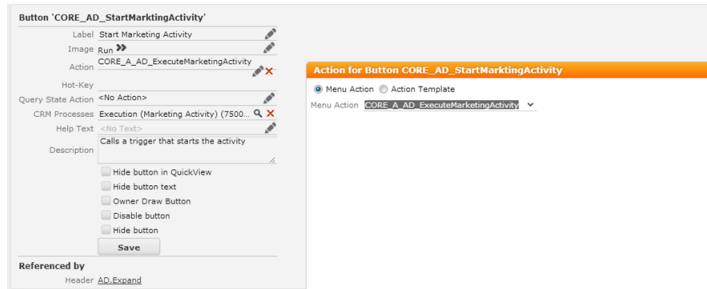 Button 'CORE_AD_StartMarktingActivity'
Label Start Marketing Activity
Image Run
Action CORE_A_AD_ExecuteMarketingActivity
Hot-Key
Query State Action <No Action>
CRM Processes Execution (Marketing Activity) (7500...
Help Text <No Text>
Description Calls a trigger that starts the activity
Hide button in QuickView
Hide button text
Owner Draw Button
Disable button
Hide button
Save
Referenced by
Header AD.Expand
Action for Button CORE_AD_StartMarktingActivity
Menu Action Action Template
Menu Action CORE_A_AD_ExecuteMarketingActivity